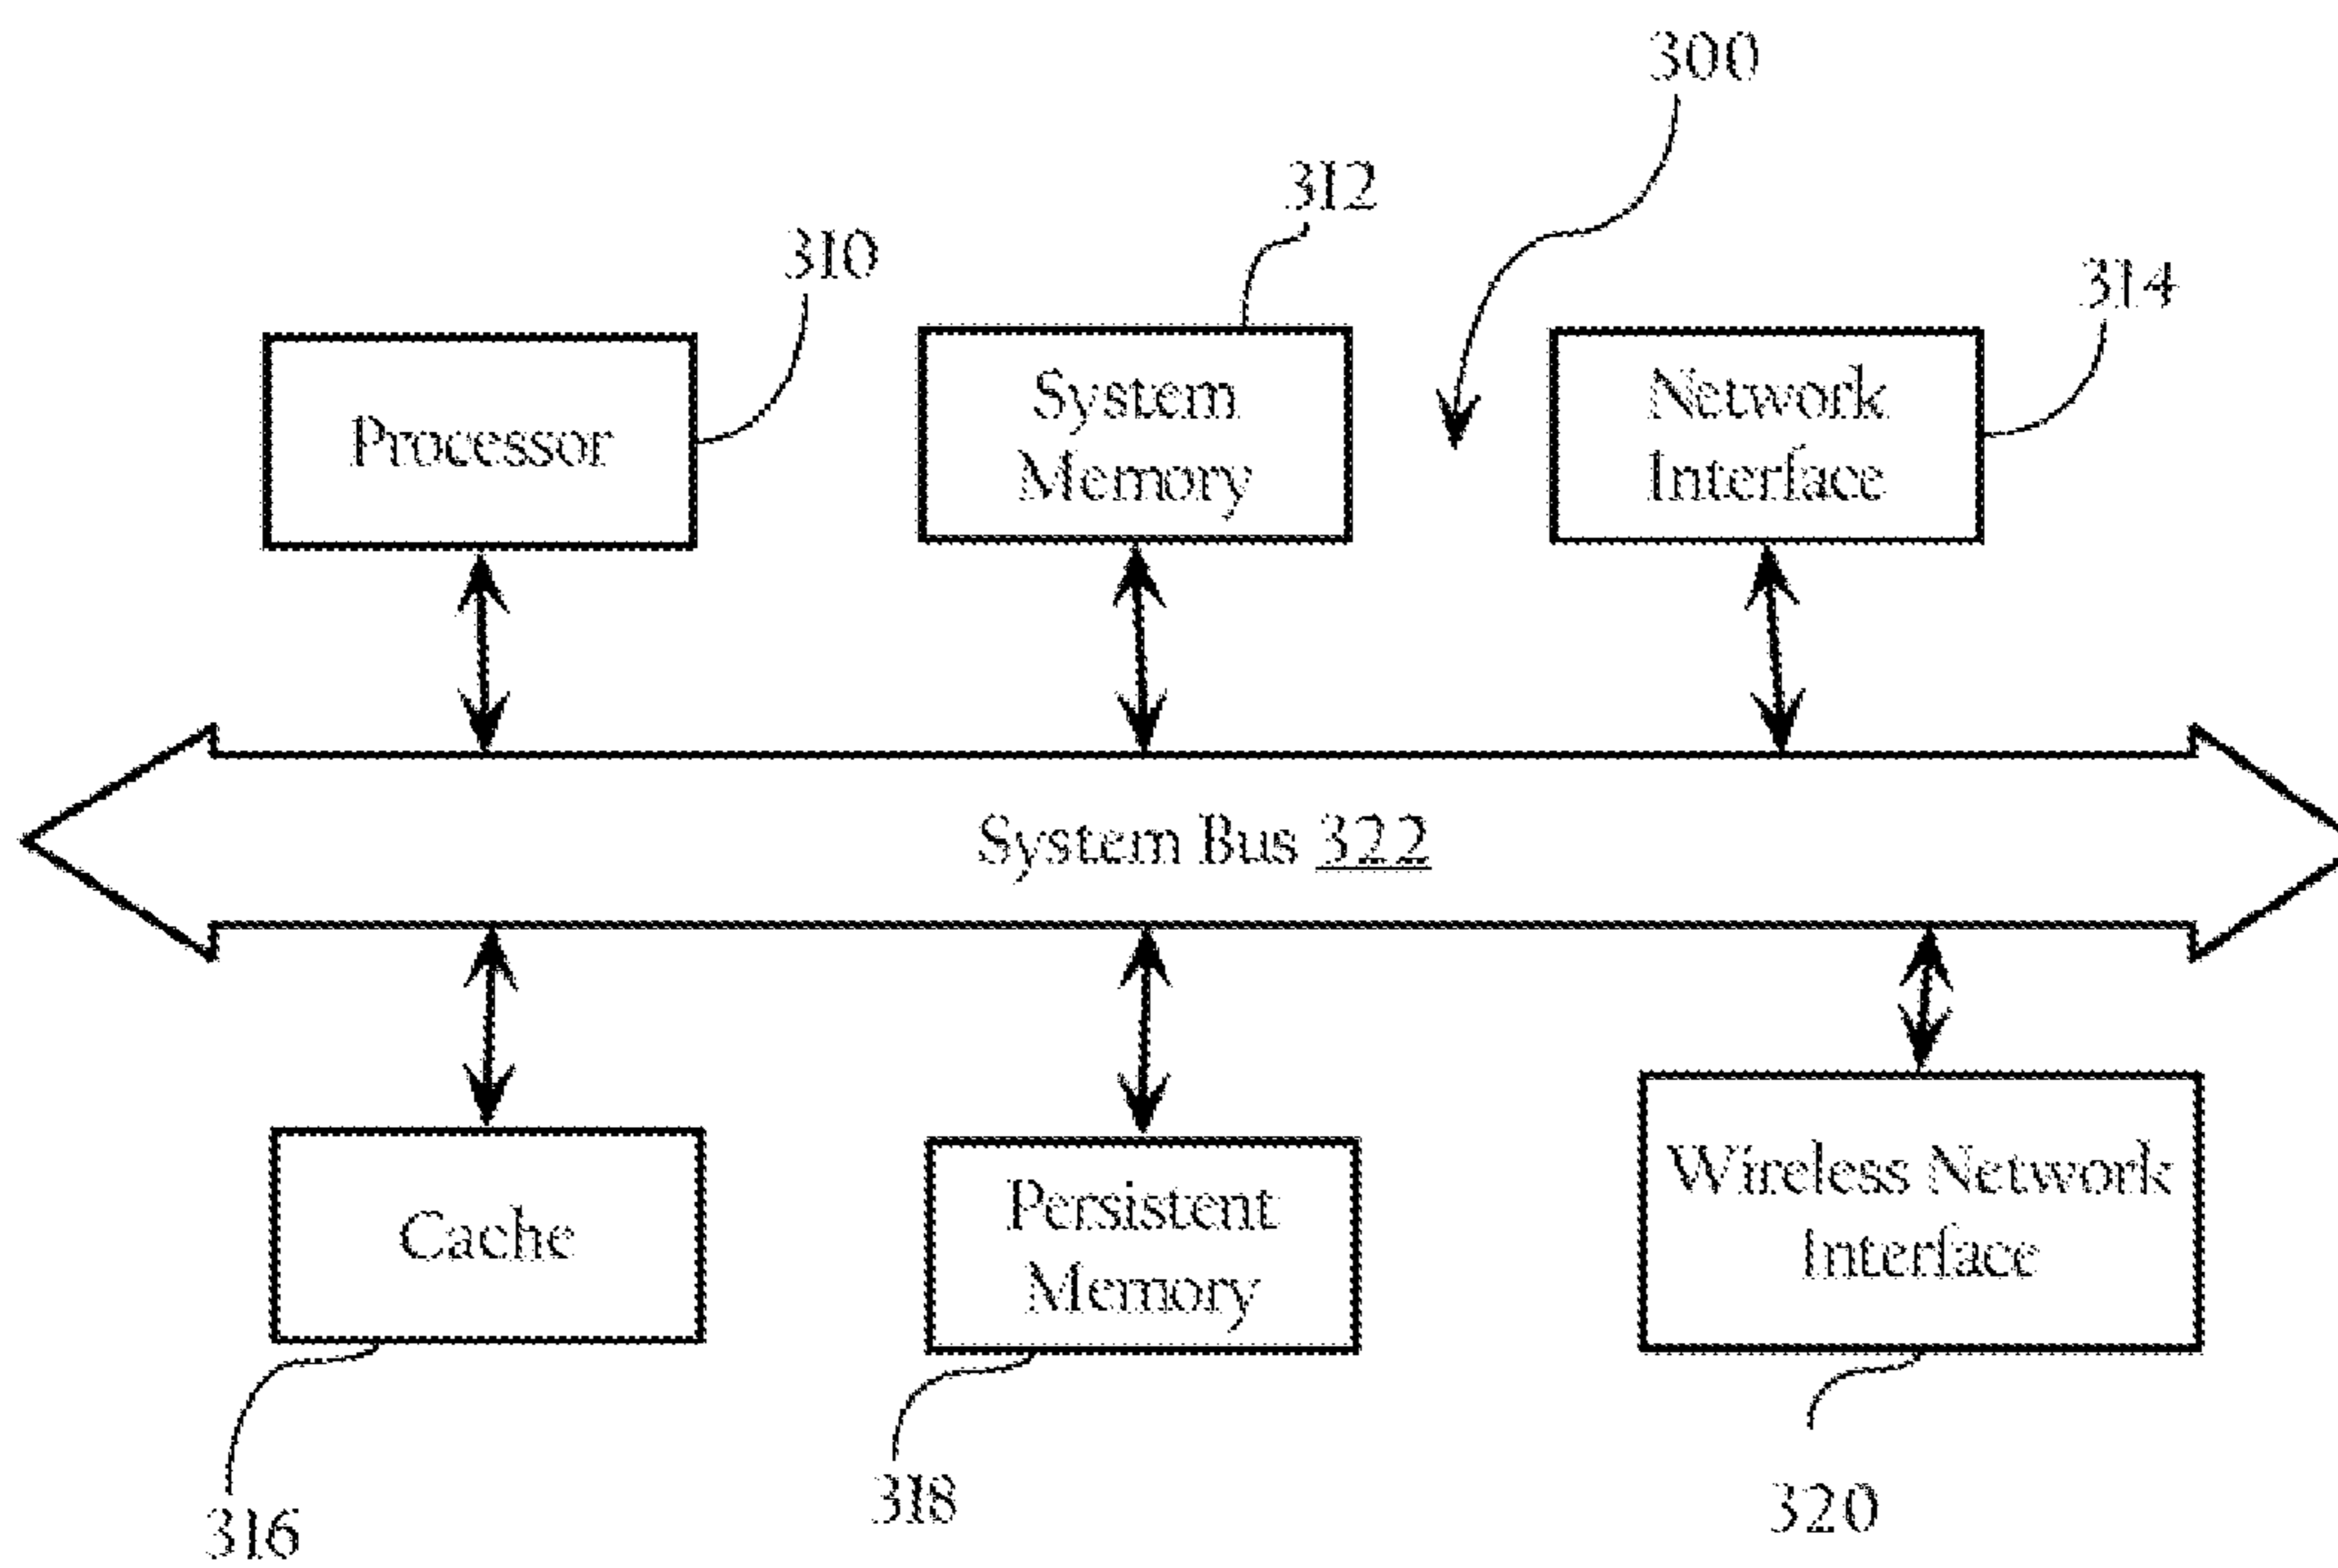 300
312
310
314
Processor
System
Memory
Network
Interface
System Bus 322
Cache
Persistent
Memory
Wireless Network
Interface
316
318
320